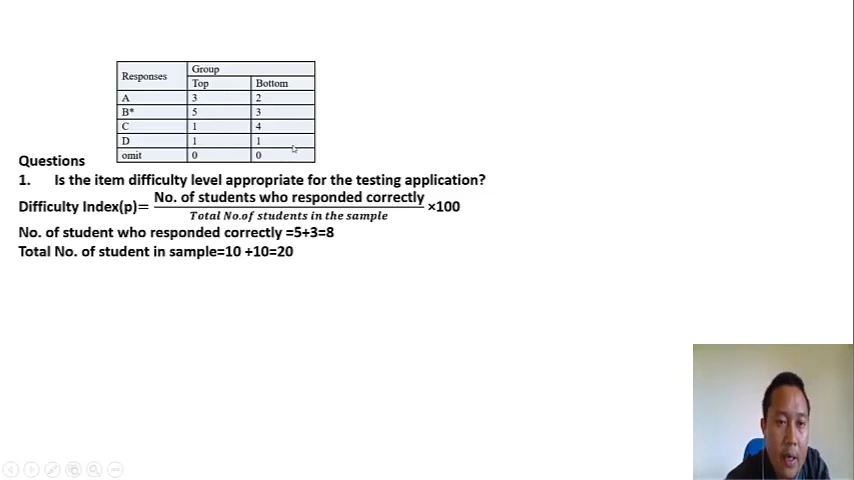 Responses Group
Top Bottom
A 3 2
B* 5 3
C 1 4
D 1 1
omit 0 0
Questions
1. Is the item difficulty level appropriate for the testing application?
Difficulty Index(p)= No. of students who responded correctly / Total No.of students in the sample ×100
No. of student who responded correctly =5+3=8
Total No. of student in sample=10 +10=20